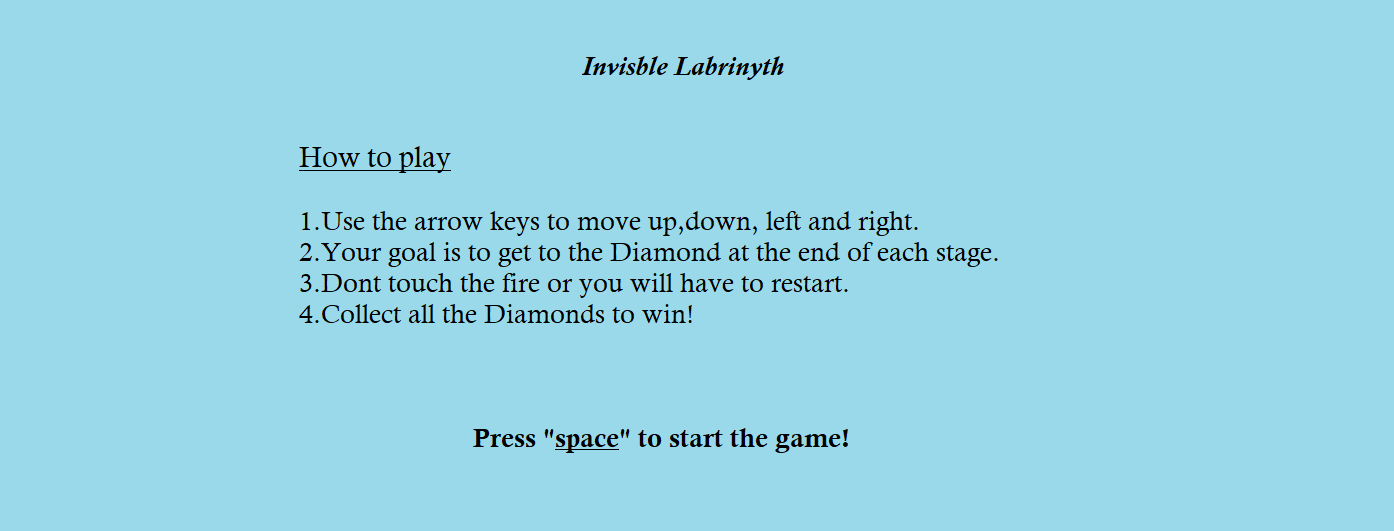 Invisble Labrinyth
How to play
1.Use the arrow keys to move up,down, left and right.
2.Your goal is to get to the Diamond at the end of each stage.
3.Dont touch the fire or you will have to restart.
4.Collect all the Diamonds to win!
Press "space" to start the game!